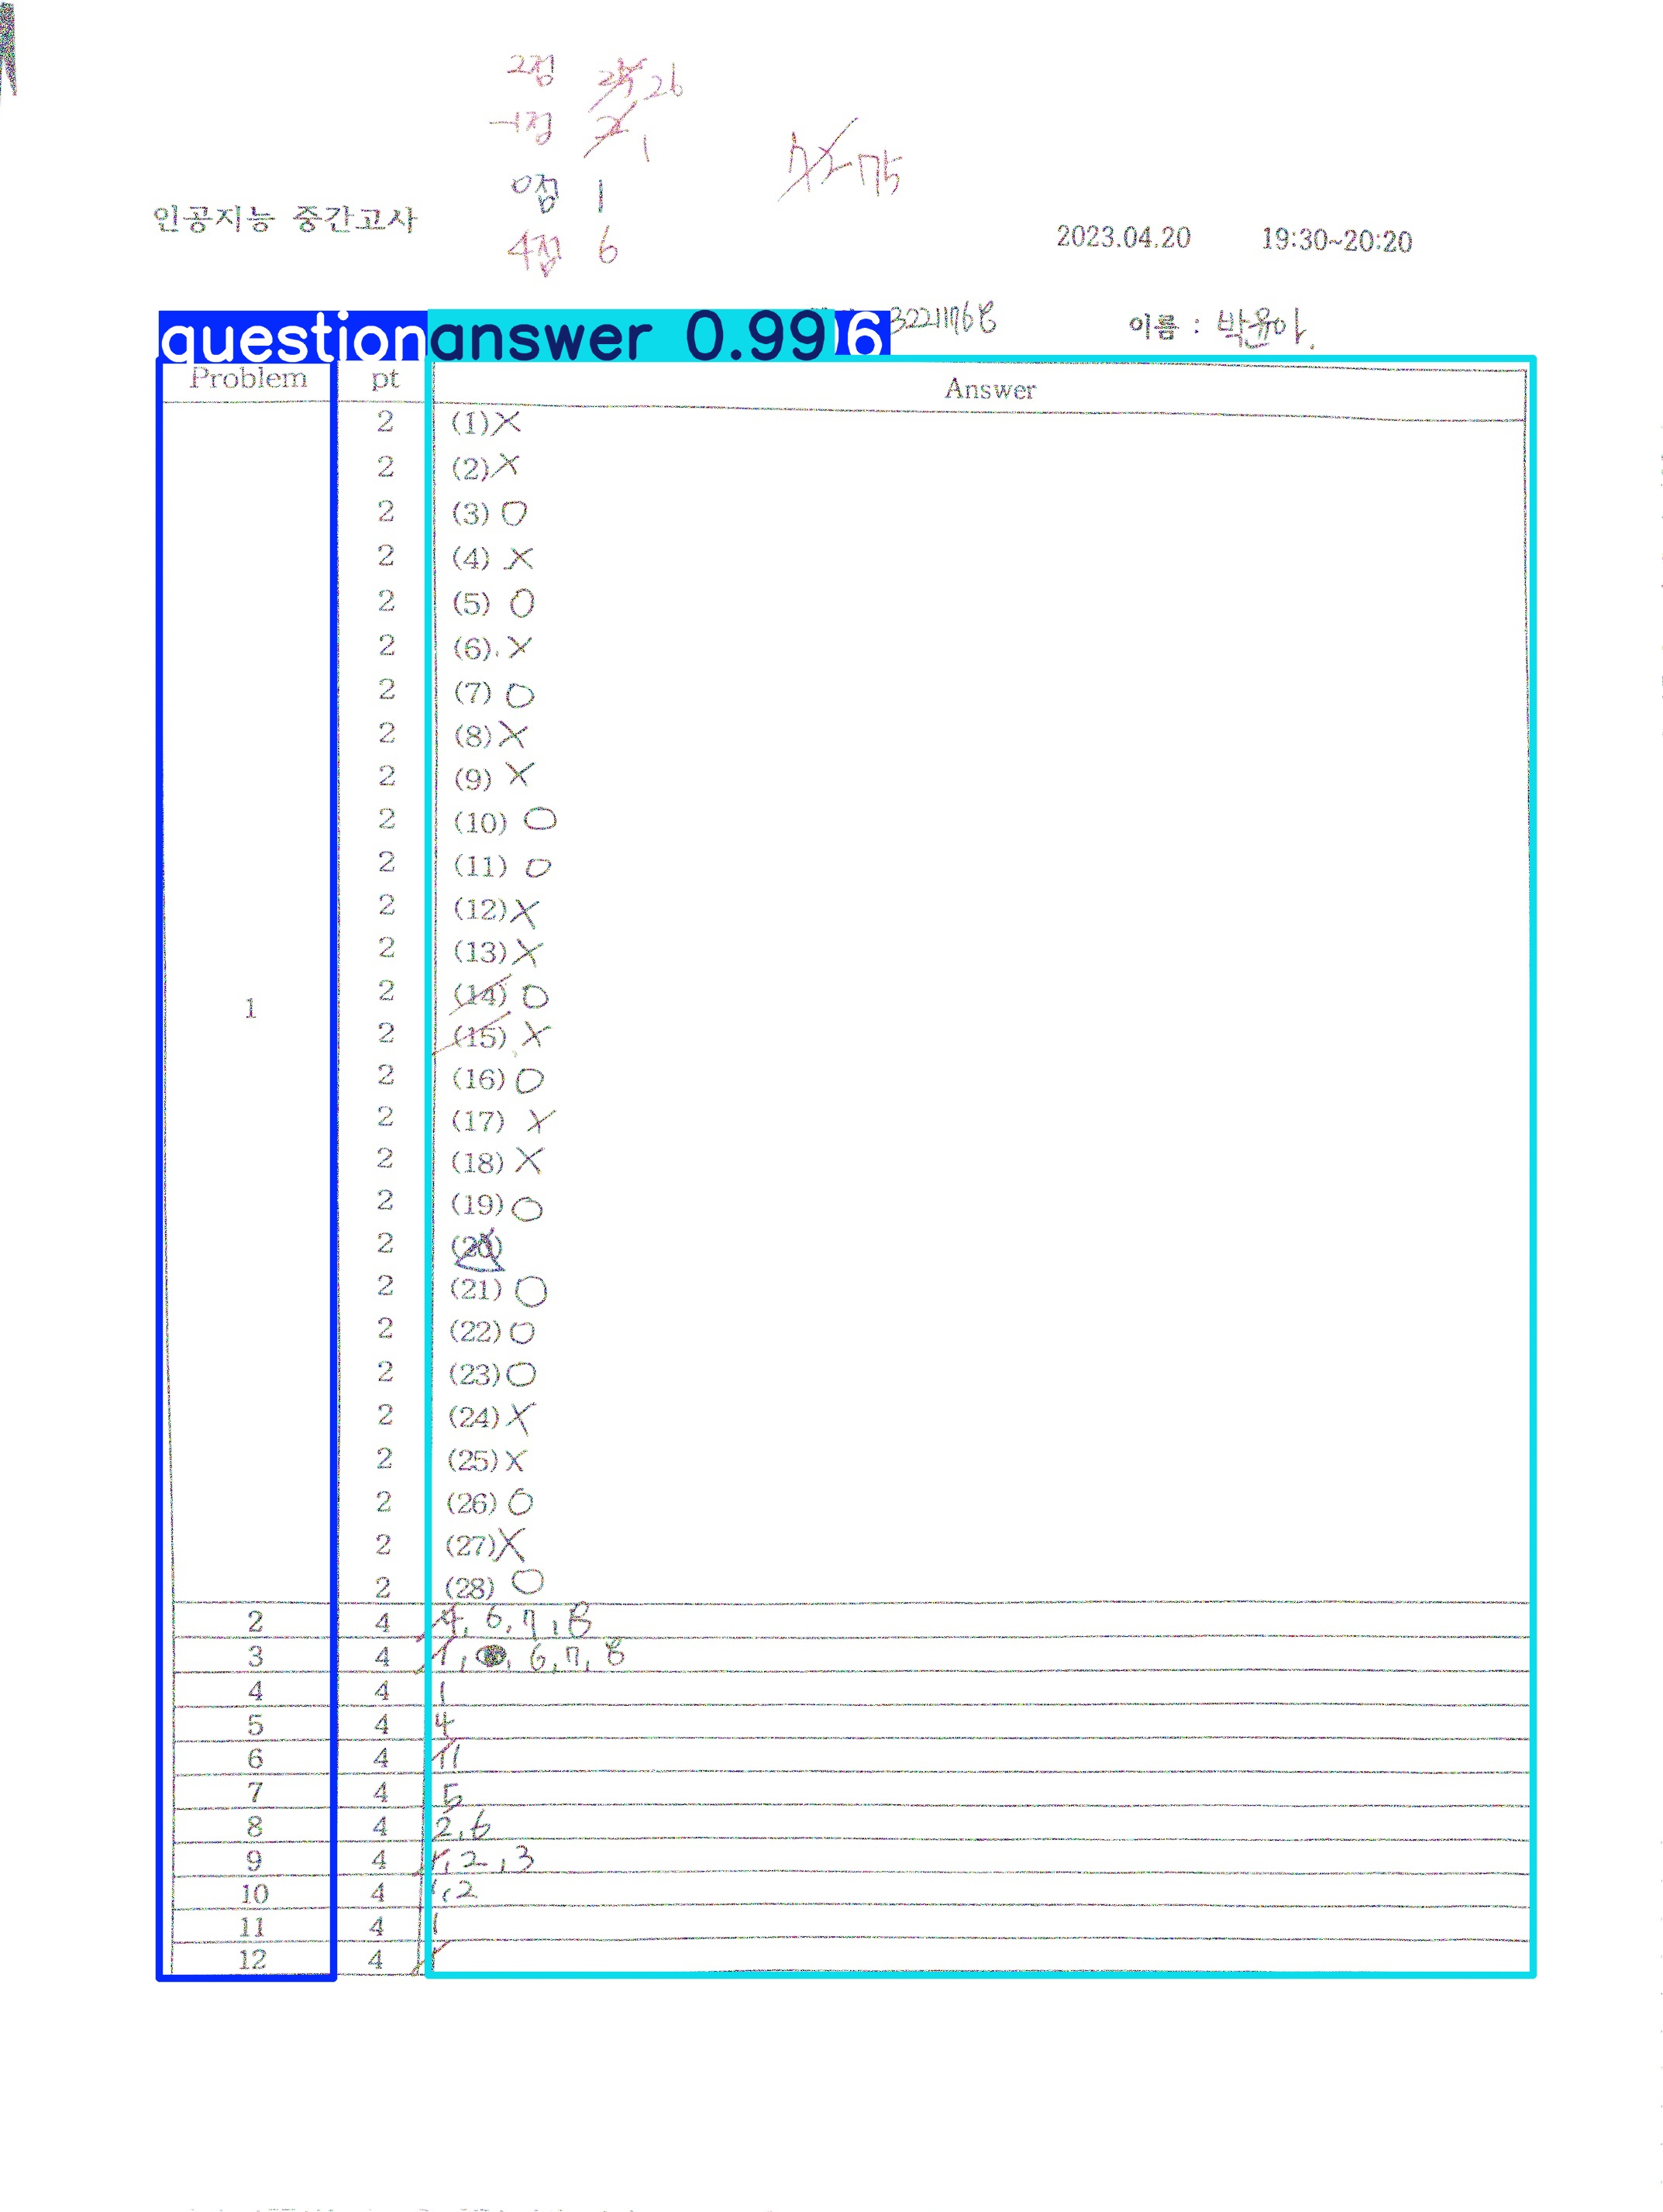 2점 26
-1점 1
0점 1
75
인공지능 중간고사
4점 6
2023.04.20 19:30~20:20
question answer 0.99 6
32211768 이름 : 박윤아.
Problem pt Answer
2 (1) X
2 (2) X
2 (3) O
2 (4) X
2 (5) O
2 (6) X
2 (7) O
2 (8) X
2 (9) X
2 (10) O
2 (11) O
2 (12) X
2 (13) X
2 (14) O
1
2 (15) X
2 (16) O
2 (17) X
2 (18) X
2 (19) O
2 (20)
2 (21) O
2 (22) O
2 (23) O
2 (24) X
2 (25) X
2 (26) O
2 (27) X
2 (28) O
2 4 4, 6, 7, 8
3 4 1, 6, 7, 8
4 4 1
5 4 4
6 4 11
7 4 5
8 4 2, 6
9 4 1, 2, 3
10 4 1, 2
11 4 1
12 4 1